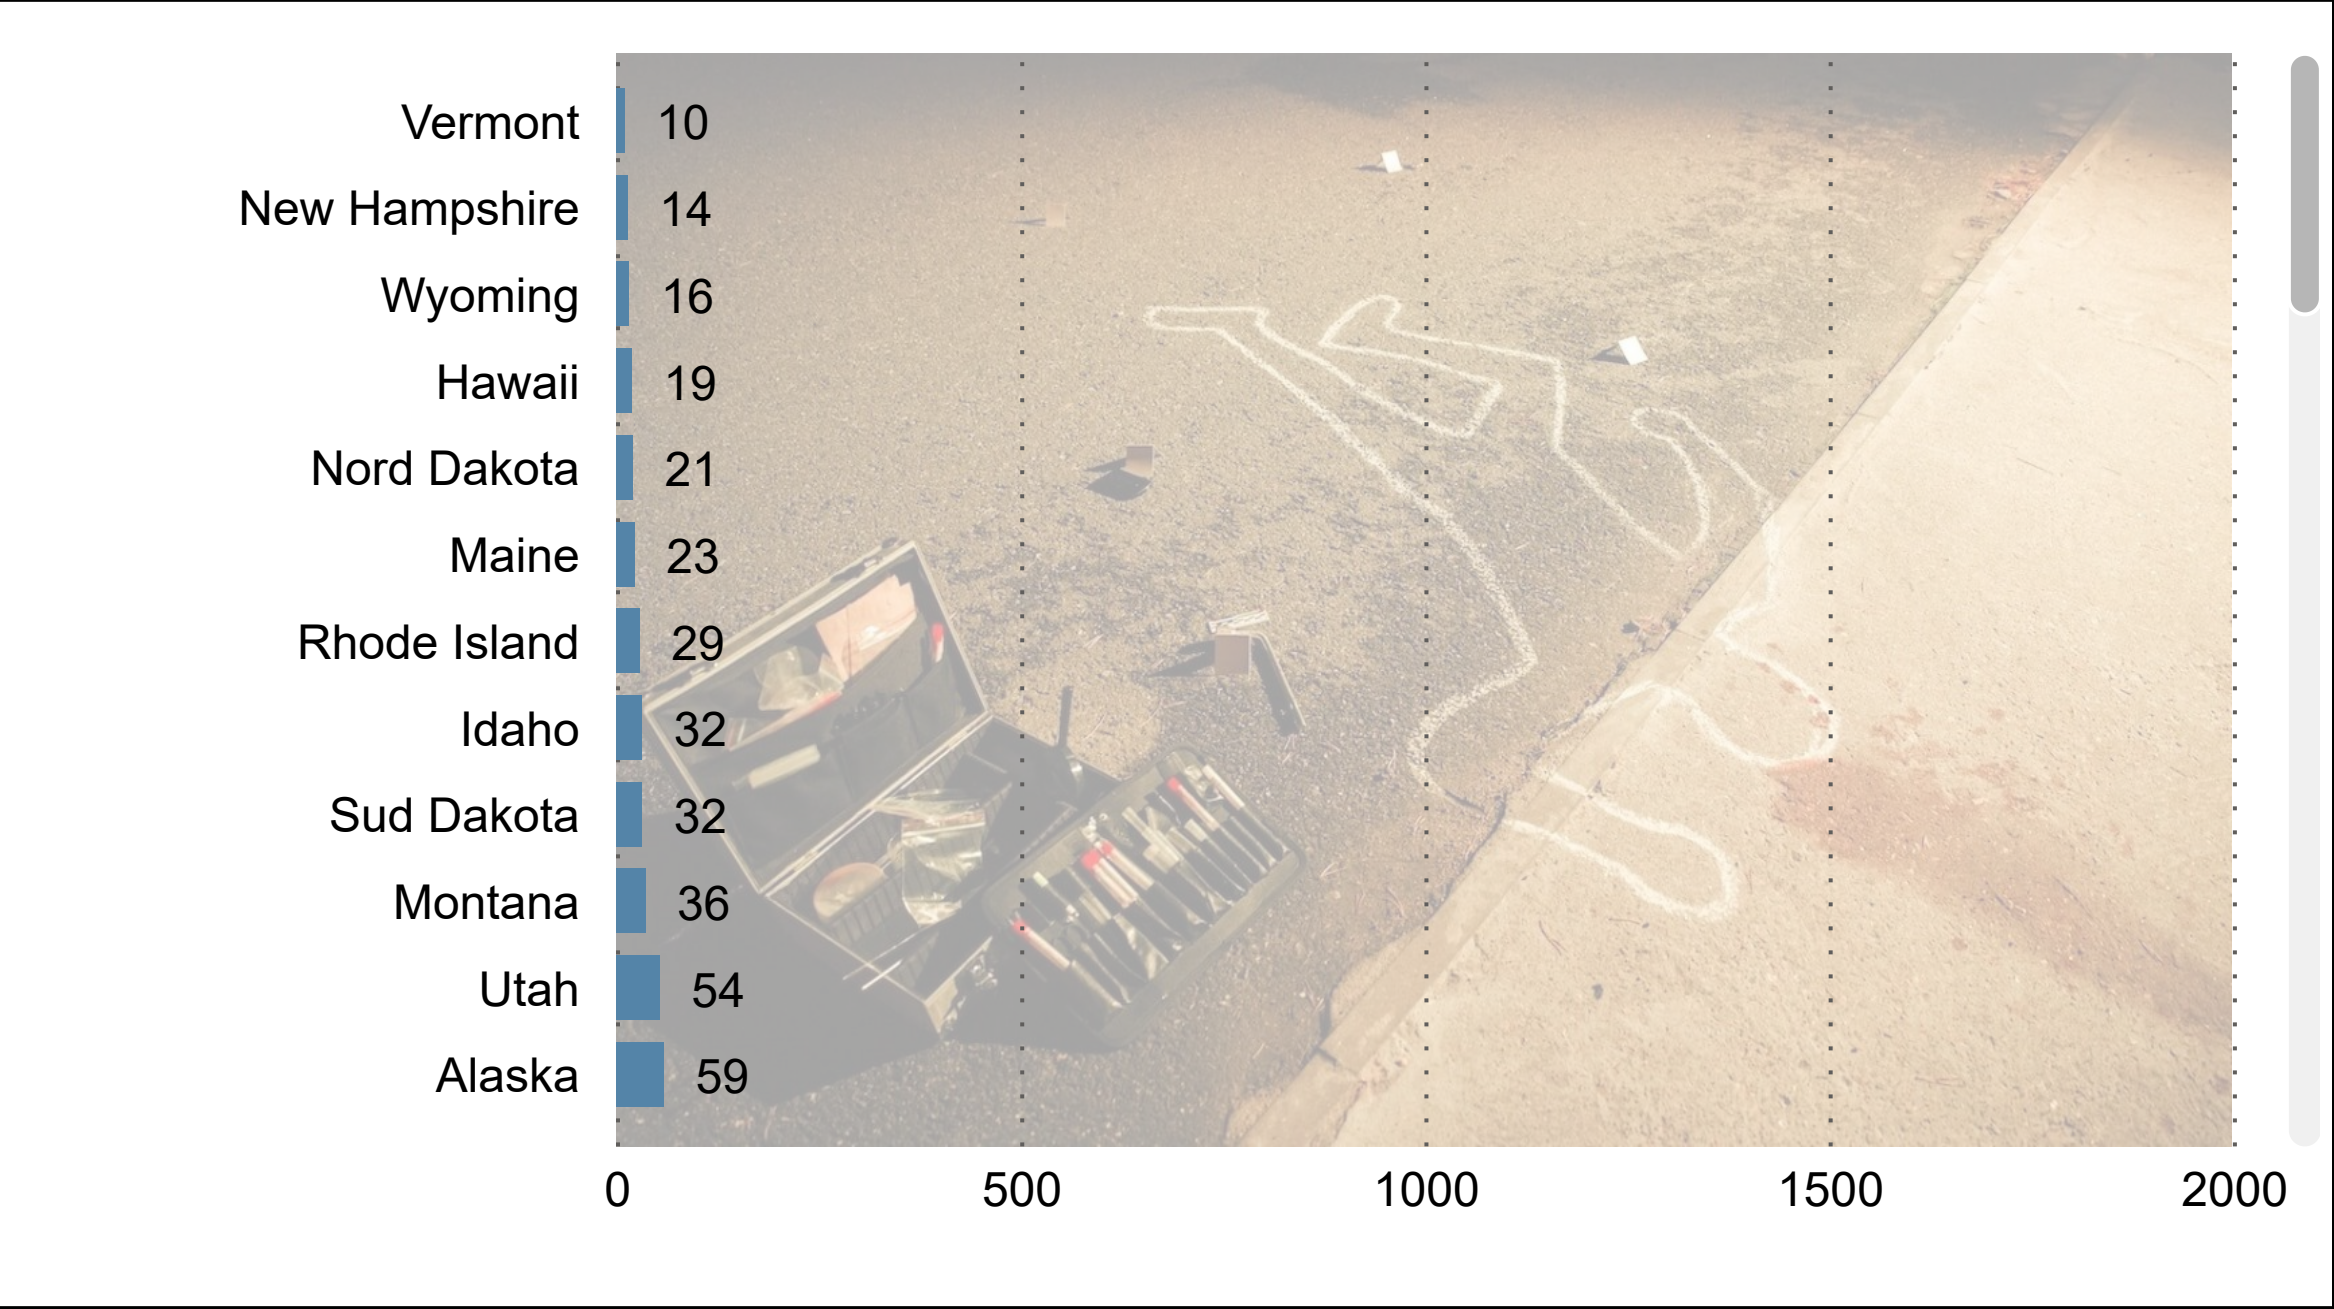 Vermont 10
New Hampshire 14
Wyoming 16
Hawaii 19
Nord Dakota 21
Maine 23
Rhode Island 29
Idaho 32
Sud Dakota 32
Montana 36
Utah 54
Alaska 59
0 500 1000 1500 2000